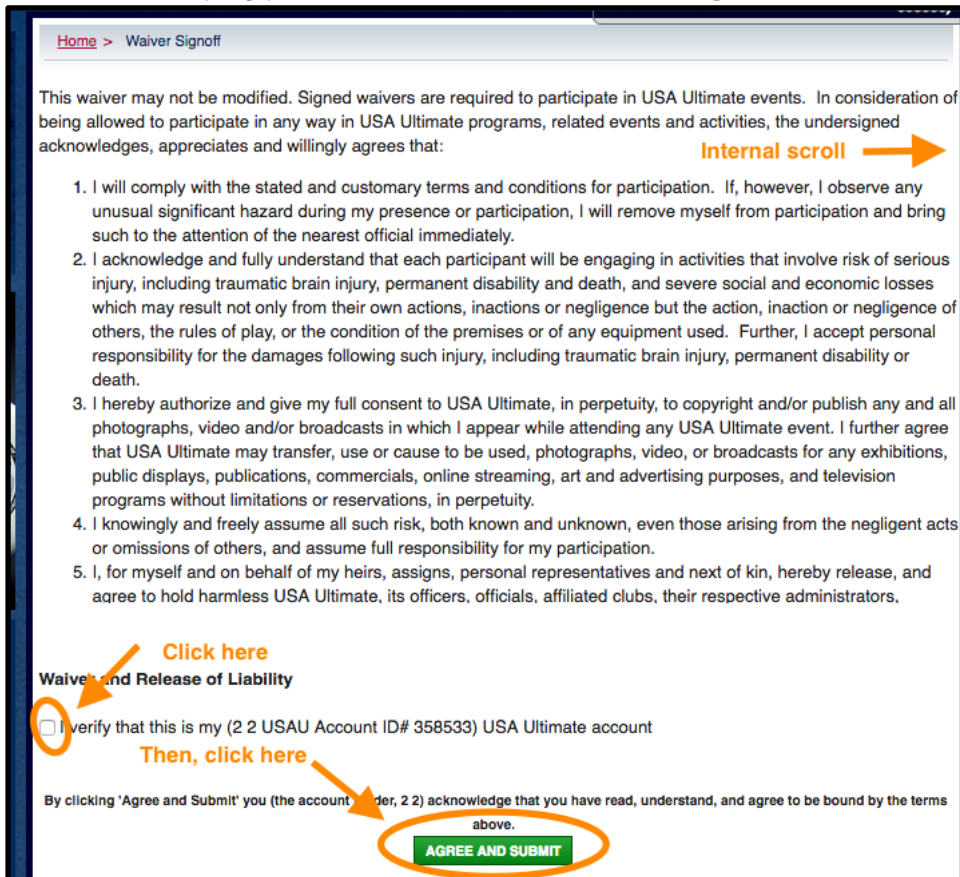 Home > Waiver Signoff
This waiver may not be modified. Signed waivers are required to participate in USA Ultimate events. In consideration of
being allowed to participate in any way in USA Ultimate programs, related events and activities, the undersigned
acknowledges, appreciates and willingly agrees that:
Internal scroll
1. I will comply with the stated and customary terms and conditions for participation. If, however, I observe any
unusual significant hazard during my presence or participation, I will remove myself from participation and bring
such to the attention of the nearest official immediately.
2. I acknowledge and fully understand that each participant will be engaging in activities that involve risk of serious
injury, including traumatic brain injury, permanent disability and death, and severe social and economic losses
which may result not only from their own actions, inactions or negligence but the action, inaction or negligence of
others, the rules of play, or the condition of the premises or of any equipment used. Further, I accept personal
responsibility for the damages following such injury, including traumatic brain injury, permanent disability or
death.
3. I hereby authorize and give my full consent to USA Ultimate, in perpetuity, to copyright and/or publish any and all
photographs, video and/or broadcasts in which I appear while attending any USA Ultimate event. I further agree
that USA Ultimate may transfer, use or cause to be used, photographs, video, or broadcasts for any exhibitions,
public displays, publications, commercials, online streaming, art and advertising purposes, and television
programs without limitations or reservations, in perpetuity.
4. I knowingly and freely assume all such risk, both known and unknown, even those arising from the negligent acts
or omissions of others, and assume full responsibility for my participation.
5. I, for myself and on behalf of my heirs, assigns, personal representatives and next of kin, hereby release, and
agree to hold harmless USA Ultimate, its officers, officials, affiliated clubs, their respective administrators,
Click here
Waiver and Release of Liability
I verify that this is my (2 2 USAU Account ID# 358533) USA Ultimate account
Then, click here
By clicking 'Agree and Submit' you (the account holder, 2 2) acknowledge that you have read, understand, and agree to be bound by the terms
above.
AGREE AND SUBMIT